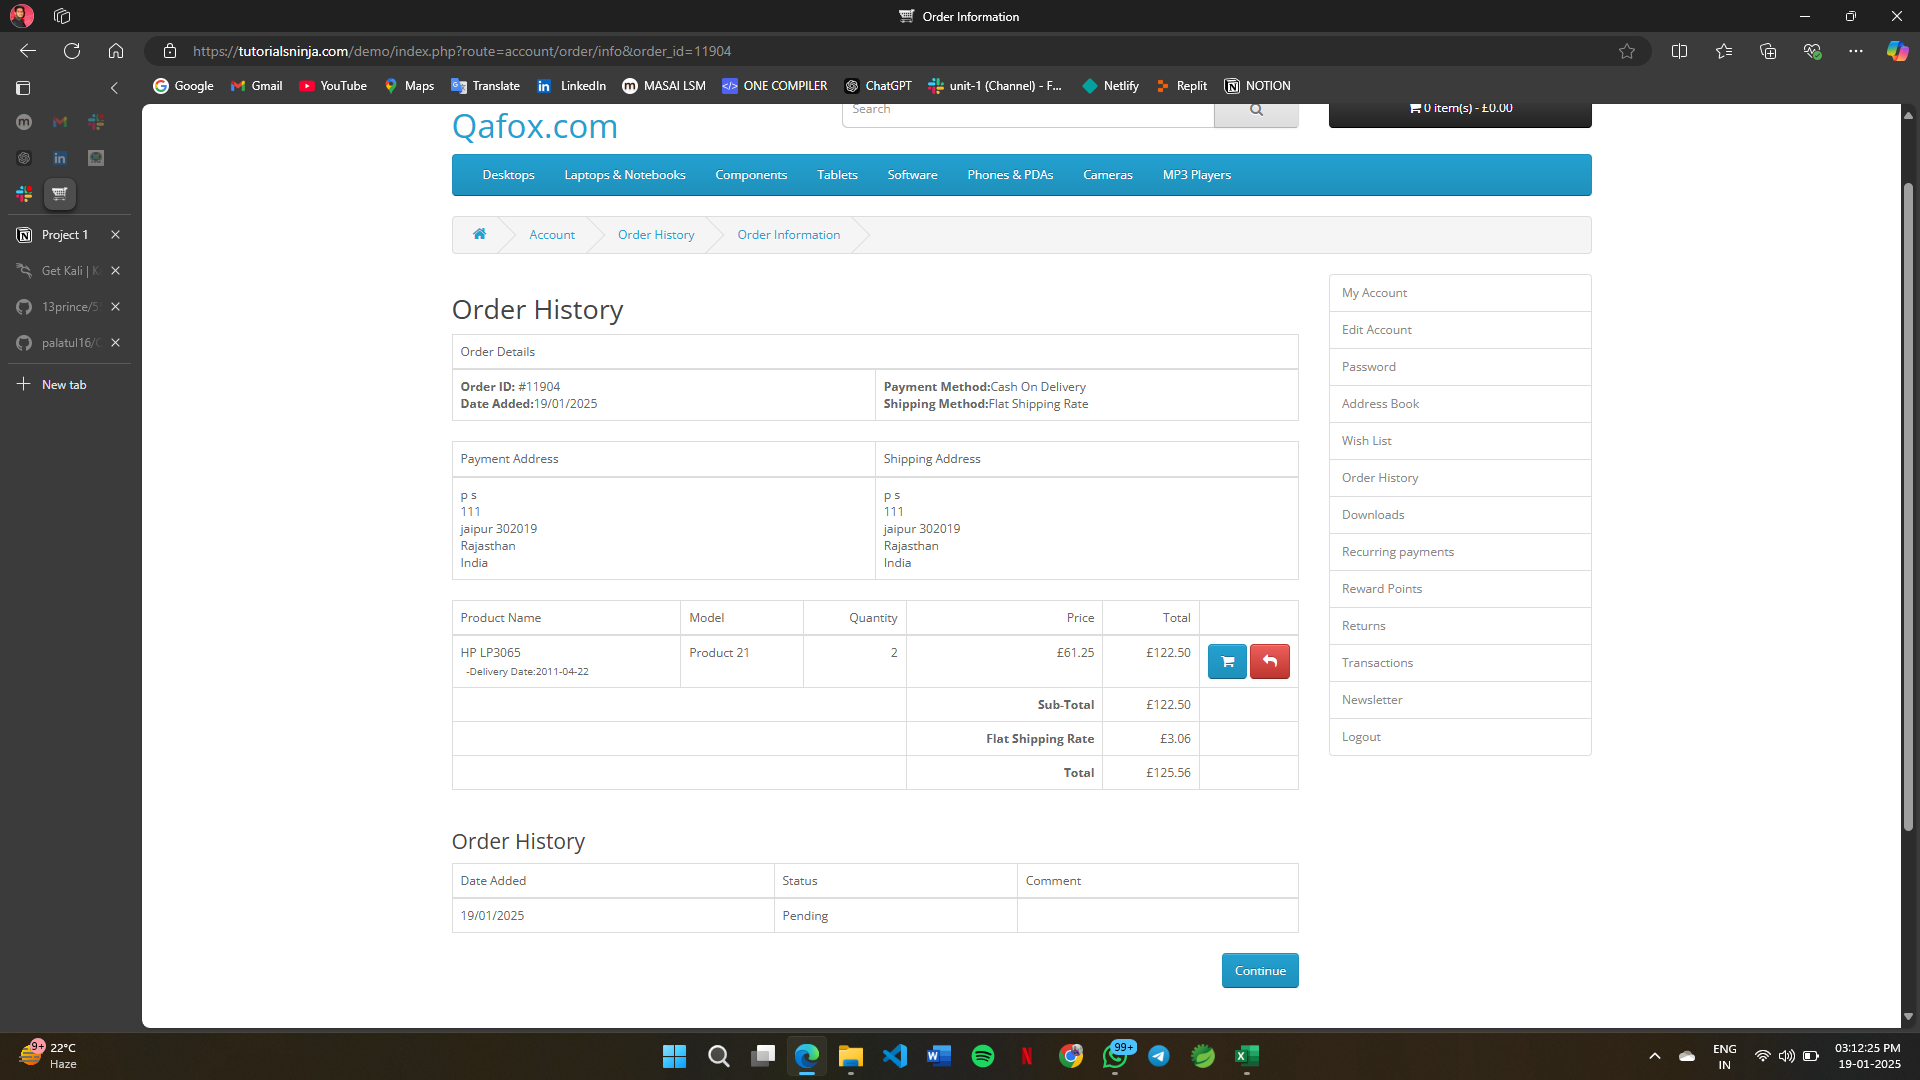 Order Information
https://tutorialsninja.com/demo/index.php?route=account/order/info&order_id=11904
Google
Gmail
YouTube
Maps
Translate
LinkedIn
MASAI LSM
ONE COMPILER
ChatGPT
unit-1 (Channel) - F...
Netlify
Replit
NOTION
Project 1
Get Kali | K
13prince/5
palatul16/C
New tab
Qafox.com
Search
0 item(s) - £0.00
Desktops
Laptops & Notebooks
Components
Tablets
Software
Phones & PDAs
Cameras
MP3 Players
Account
Order History
Order Information
Order History
Order Details
Order ID: #11904
Date Added:19/01/2025
Payment Method:Cash On Delivery
Shipping Method:Flat Shipping Rate
Payment Address
Shipping Address
p s
111
jaipur 302019
Rajasthan
India
p s
111
jaipur 302019
Rajasthan
India
Product Name
Model
Quantity
Price
Total
HP LP3065
-Delivery Date:2011-04-22
Product 21
2
£61.25
£122.50
Sub-Total
£122.50
Flat Shipping Rate
£3.06
Total
£125.56
Order History
Date Added
Status
Comment
19/01/2025
Pending
Continue
My Account
Edit Account
Password
Address Book
Wish List
Order History
Downloads
Recurring payments
Reward Points
Returns
Transactions
Newsletter
Logout
9+
22°C
Haze
99+
ENG
IN
03:12:25 PM
19-01-2025